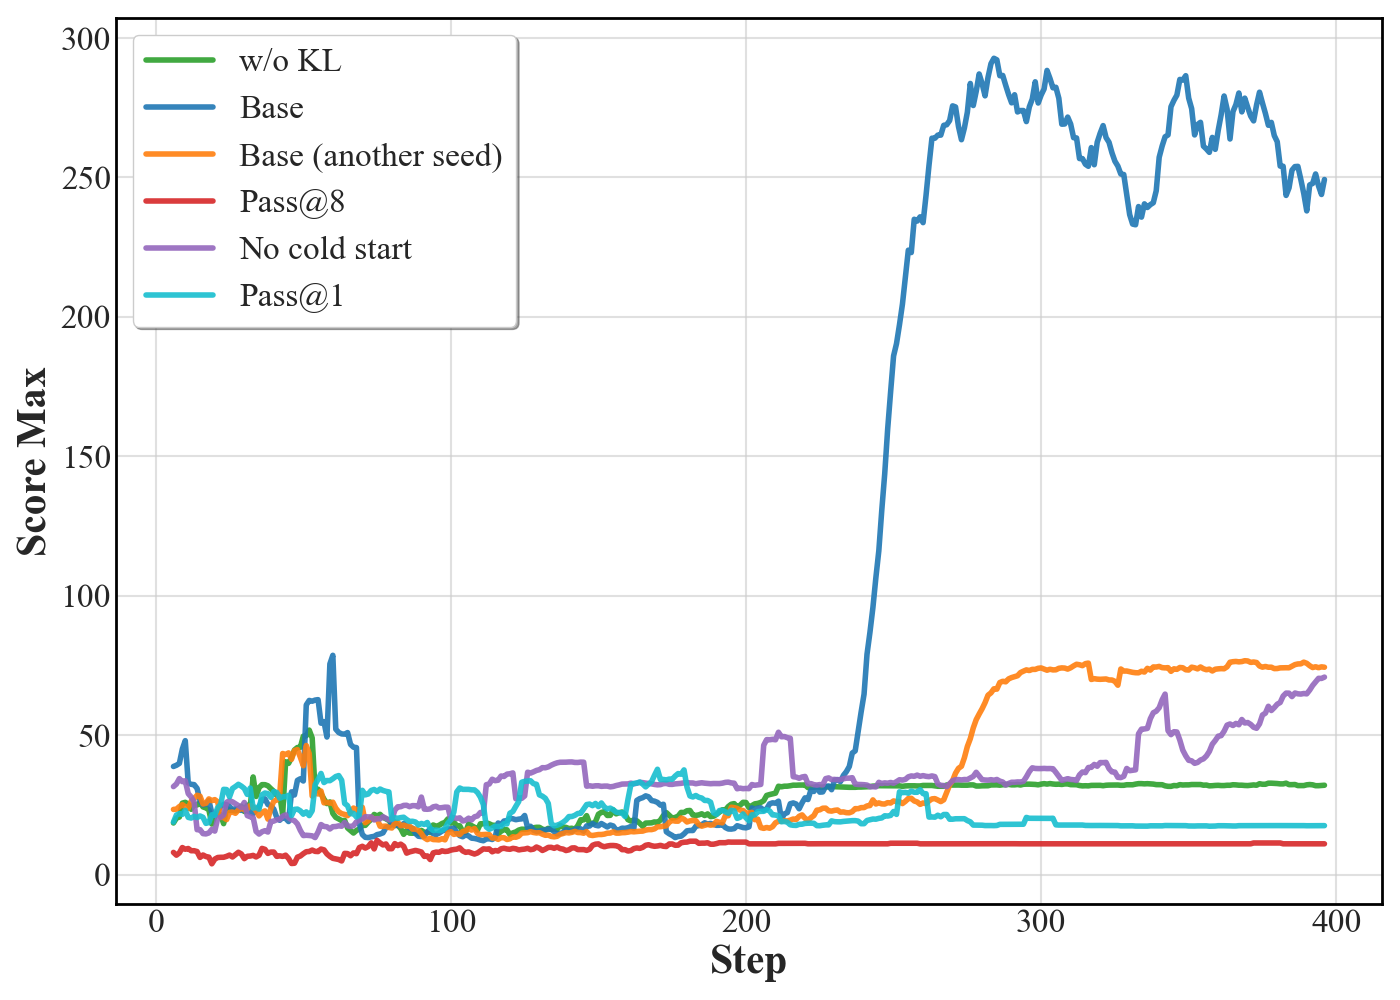 w/o KL
Base
Base (another seed)
Pass@8
No cold start
Pass@1
300
250
200
150
100
50
0
Score Max
0 100 200 300 400
Step